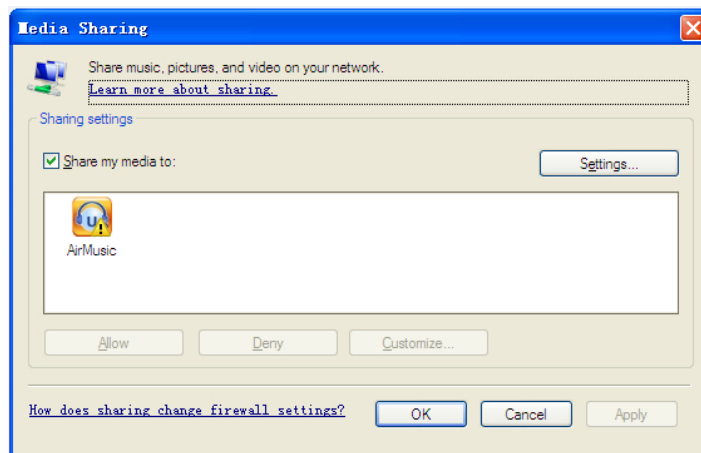 Media Sharing
Share music, pictures, and video on your network.
Learn more about sharing.
Sharing settings
Share my media to:
Settings...
U
AirMusic
Allow
Deny
Customize...
How does sharing change firewall settings?
OK
Cancel
Apply